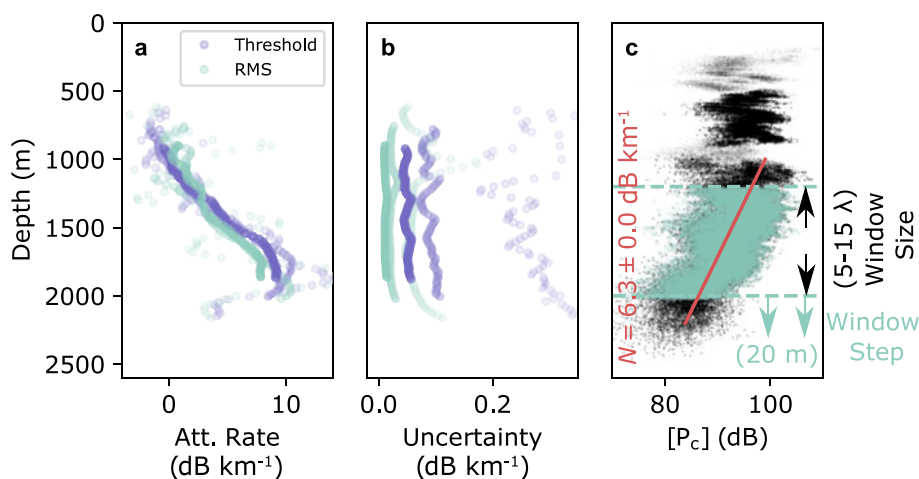 0
500
1000
1500
2000
2500
Depth (m)
a
Threshold
RMS
0
10
Att. Rate
(dB km⁻¹)
b
0.0
0.2
Uncertainty
(dB km⁻¹)
c
N = 6.3 ± 0.0 dB km⁻¹
80
100
[Pc] (dB)
(5-15 λ)
Window
Size
Window
Step
(20 m)